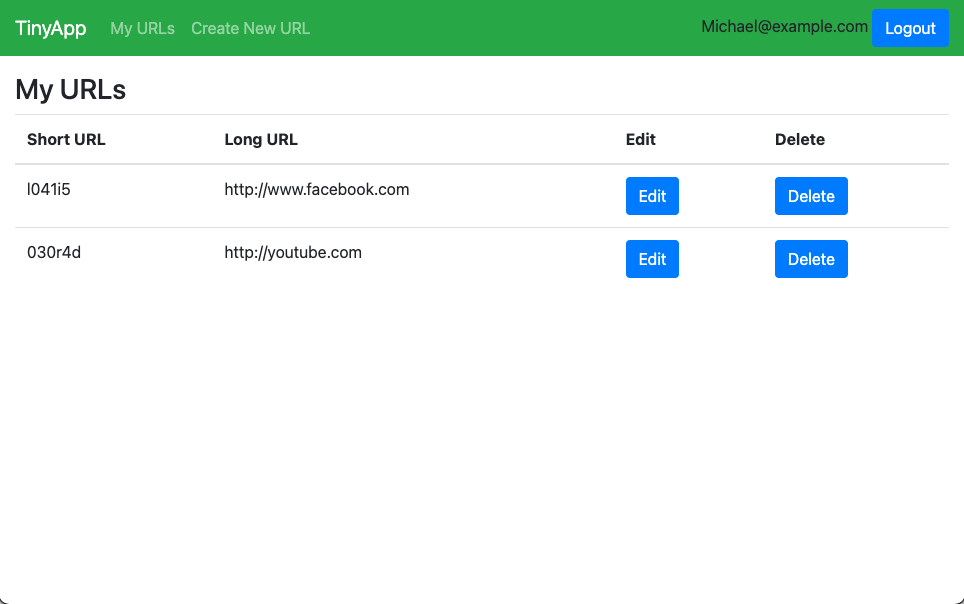 TinyApp My URLs Create New URL Michael@example.com Logout
My URLs
Short URL Long URL Edit Delete
l041i5 http://www.facebook.com Edit Delete
030r4d http://youtube.com Edit Delete